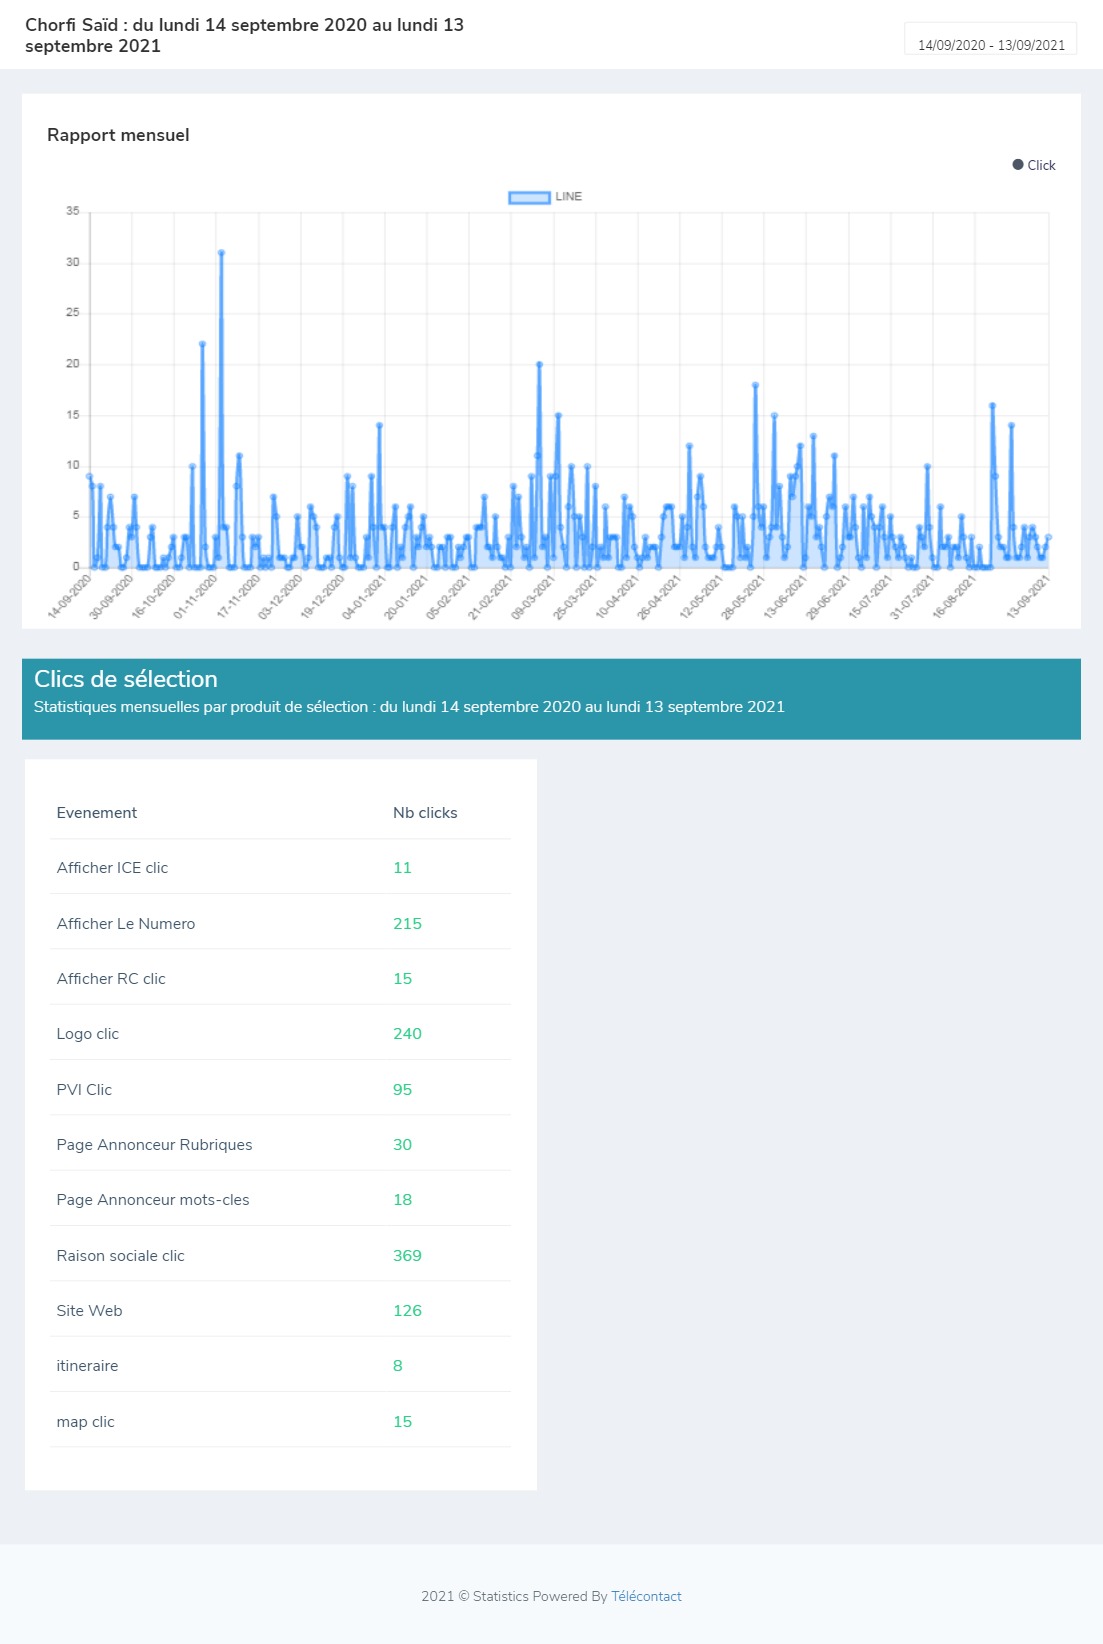 Chorfi Saïd : du lundi 14 septembre 2020 au lundi 13
septembre 2021
14/09/2020 - 13/09/2021
Rapport mensuel
Click
LINE
35
30
25
20
15
10
5
0
14-09-2020
30-09-2020
16-10-2020
01-11-2020
17-11-2020
03-12-2020
19-12-2020
04-01-2021
20-01-2021
05-02-2021
21-02-2021
09-03-2021
25-03-2021
10-04-2021
26-04-2021
12-05-2021
28-05-2021
13-06-2021
29-06-2021
15-07-2021
31-07-2021
16-08-2021
13-09-2021
Clics de sélection
Statistiques mensuelles par produit de sélection : du lundi 14 septembre 2020 au lundi 13 septembre 2021
Evenement Nb clicks
Afficher ICE clic 11
Afficher Le Numero 215
Afficher RC clic 15
Logo clic 240
PVI Clic 95
Page Annonceur Rubriques 30
Page Annonceur mots-cles 18
Raison sociale clic 369
Site Web 126
itineraire 8
map clic 15
2021 © Statistics Powered By Télécontact